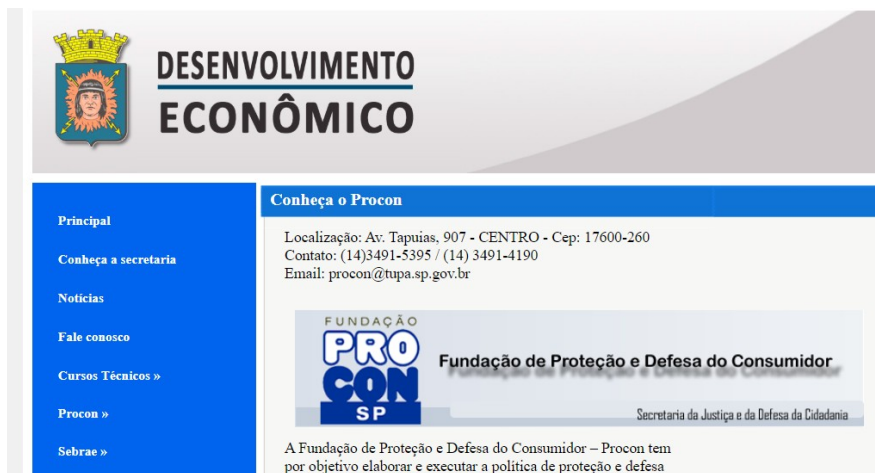 DESENVOLVIMENTO
ECONÔMICO
Principal
Conheça a secretaria
Notícias
Fale conosco
Cursos Técnicos »
Procon »
Sebrae »
Conheça o Procon
Localização: Av. Tapuias, 907 - CENTRO - Cep: 17600-260
Contato: (14)3491-5395 / (14) 3491-4190
Email: procon@tupa.sp.gov.br
FUNDAÇÃO
PRO
CON
SP
Fundação de Proteção e Defesa do Consumidor
Secretaria da Justiça e da Defesa da Cidadania
A Fundação de Proteção e Defesa do Consumidor – Procon tem
por objetivo elaborar e executar a política de proteção e defesa